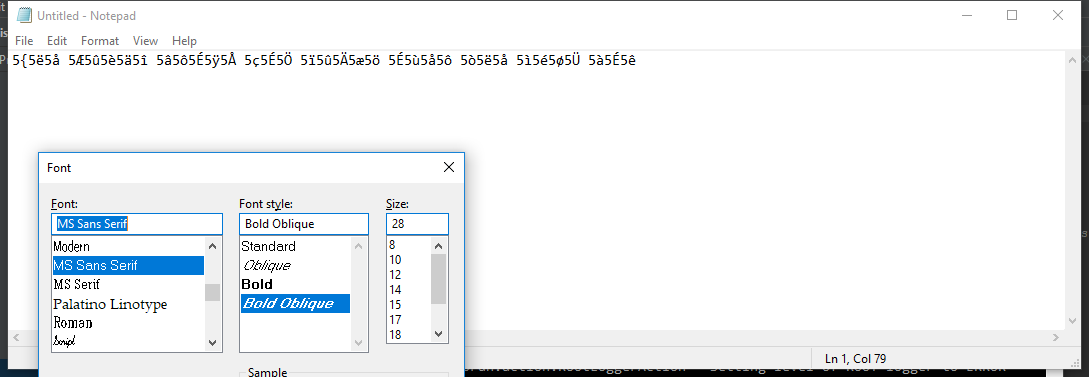 Untitled - Notepad
File Edit Format View Help
5{5ë5å 5Æ5û5è5ä5î 5â5ô5É5ÿ5Å 5ç5É5Ö 5ï5û5Ä5æ5ö 5É5ù5å5ô 5ò5ë5å 5ì5é5ø5Ü 5à5É5ê
Font
Font: Font style: Size:
MS Sans Serif Bold Oblique 28
Modern Standard 8
MS Sans Serif Oblique 10
MS Serif Bold 12
Palatino Linotype Bold Oblique 14
Roman 15
Script 17
18
Ln 1, Col 79
Sample